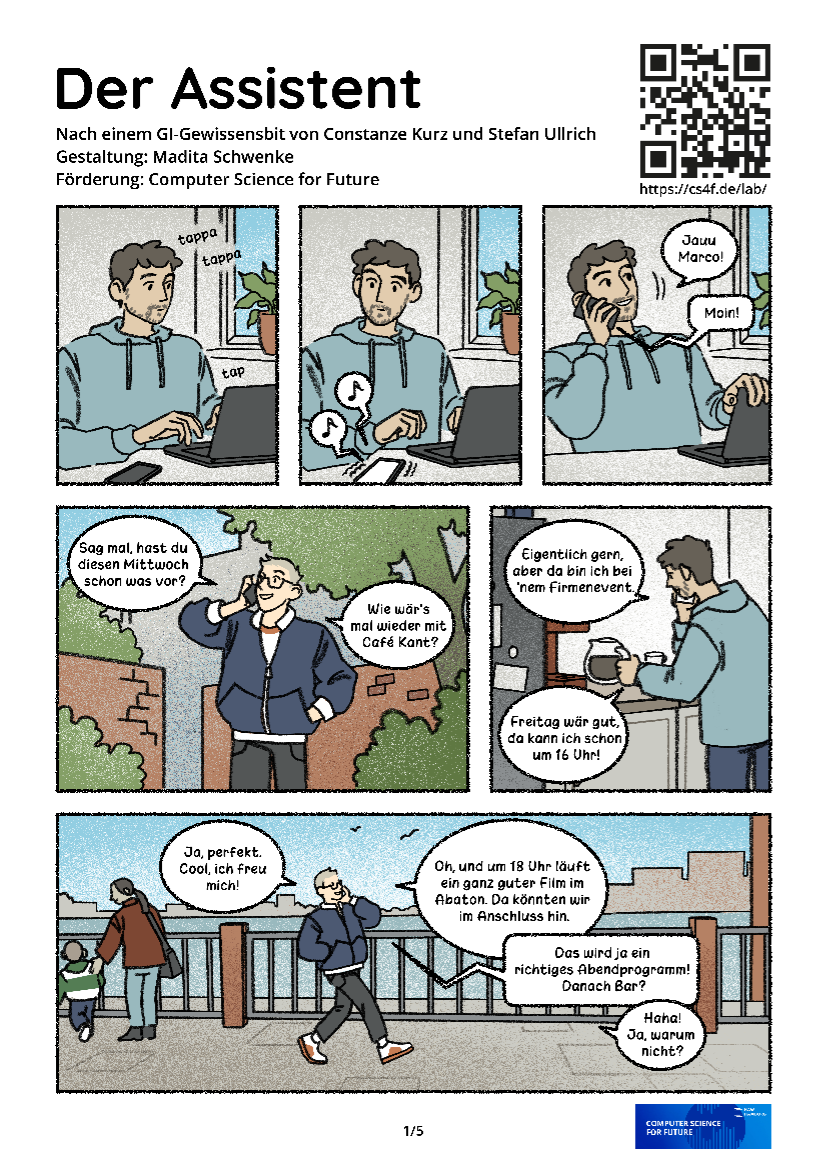 Der Assistent
Nach einem GI-Gewissensbit von Constanze Kurz und Stefan Ullrich
Gestaltung: Madita Schwenke
Förderung: Computer Science for Future
https://cs4f.de/lab/
tappa
tappa
tap
Jauu
Marco!
Moin!
Sag mal, hast du
diesen Mittwoch
schon was vor?
Wie wär's
mal wieder mit
Café Kant?
Eigentlich gern,
aber da bin ich bei
'nem Firmenevent.
Freitag wär gut,
da kann ich schon
um 16 Uhr!
Ja, perfekt.
Cool, ich freu
mich!
Oh, und um 18 Uhr läuft
ein ganz guter Film im
Abaton. Da könnten wir
im Anschluss hin.
Das wird ja ein
richtiges Abendprogramm!
Danach Bar?
Haha!
Ja, warum
nicht?
1/5
COMPUTER SCIENCE
FOR FUTURE